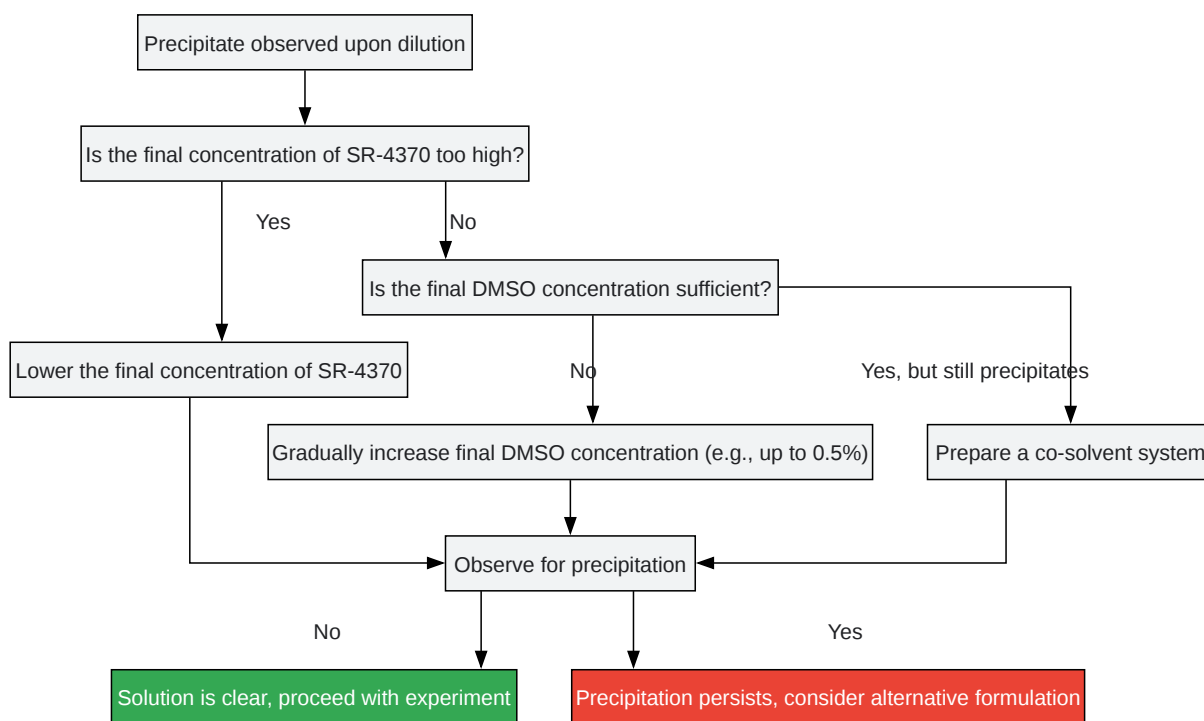 Precipitate observed upon dilution
Is the final concentration of SR-4370 too high?
Yes
No
Is the final DMSO concentration sufficient?
Lower the final concentration of SR-4370
No
Yes, but still precipitates
Gradually increase final DMSO concentration (e.g., up to 0.5%)
Prepare a co-solvent system
Observe for precipitation
No
Yes
Solution is clear, proceed with experiment
Precipitation persists, consider alternative formulation